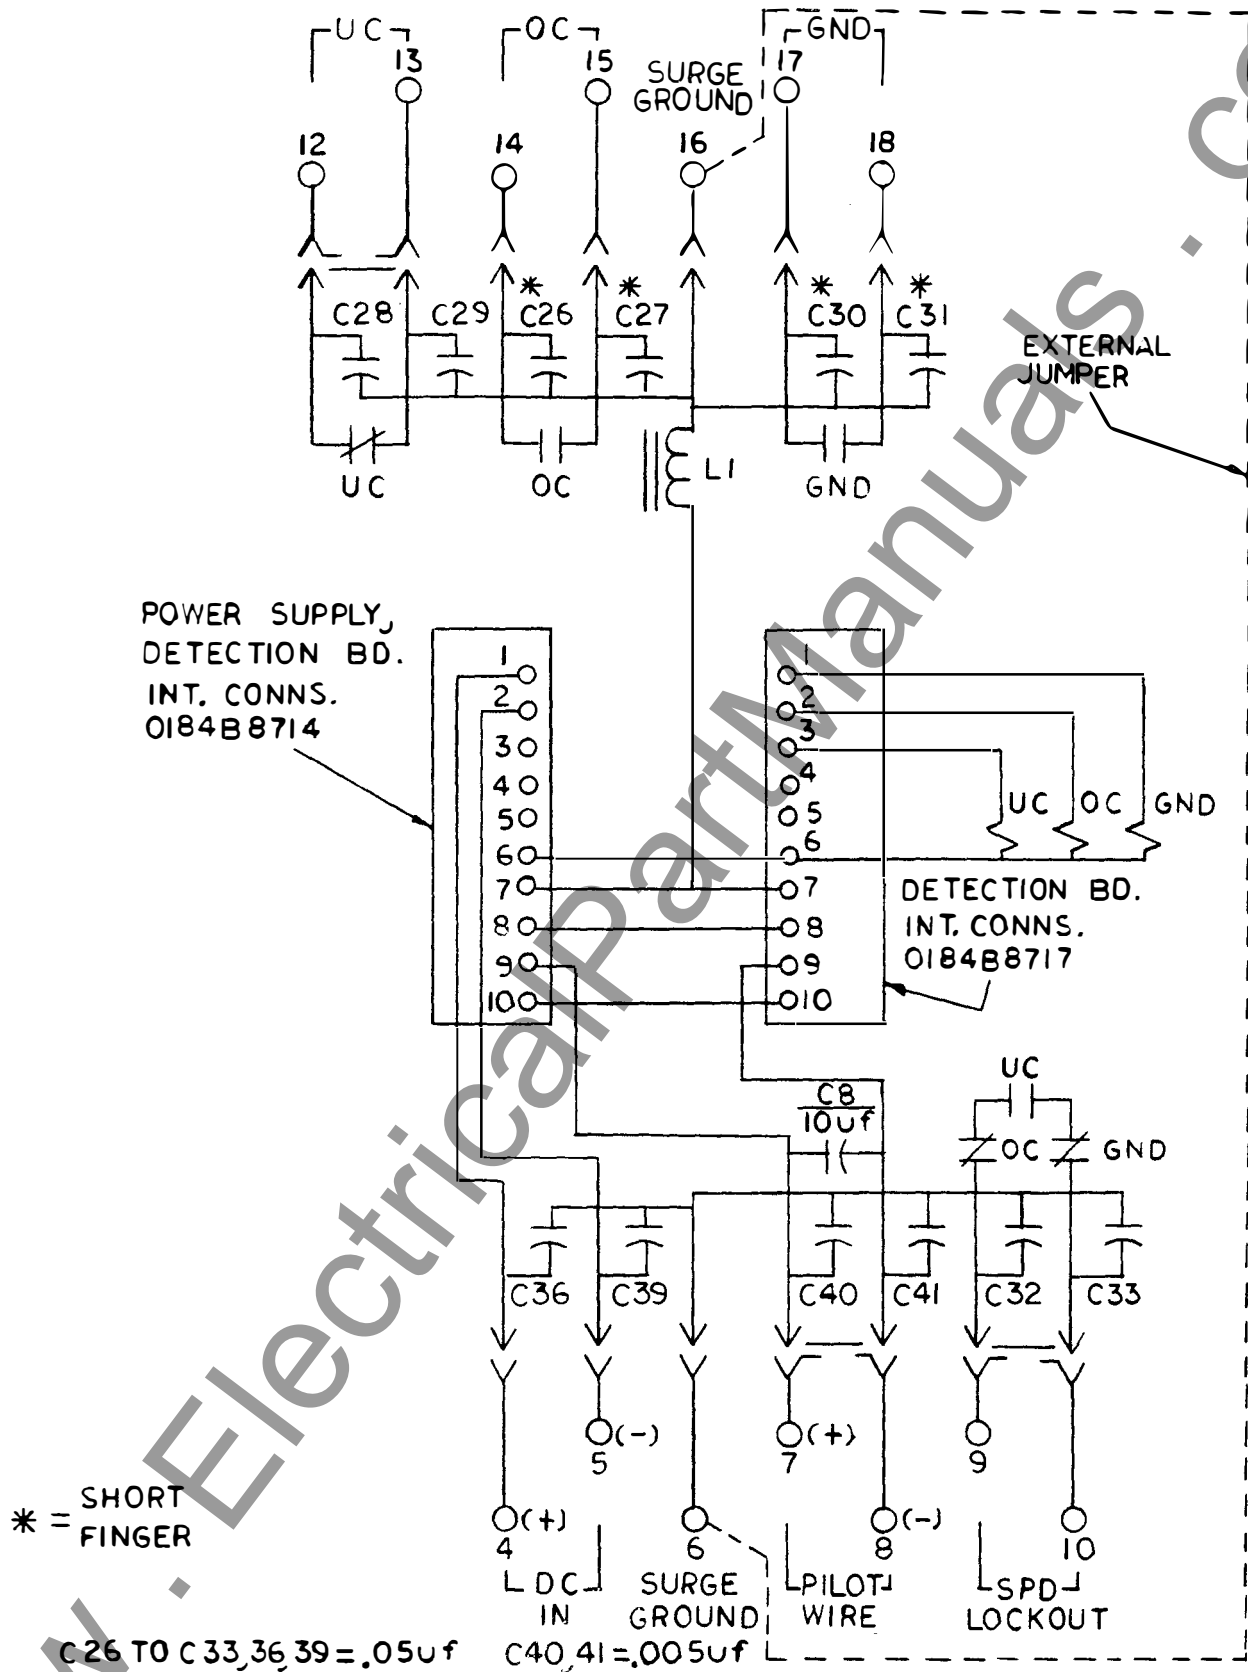 UC
OC
GND
13
15
17
SURGE
GROUND
12
14
16
18
*
*
*
*
C28
C29
C26
C27
C30
C31
EXTERNAL
JUMPER
UC
OC
L1
GND
POWER SUPPLY,
DETECTION BD.
INT. CONNS.
0184B8714
1
2
3
4
5
6
7
8
9
10
1
2
3
4
5
6
7
8
9
10
UC
OC
GND
DETECTION BD.
INT. CONNS.
0184B8717
UC
C8
10uf
OC
GND
C36
C39
C40
C41
C32
C33
(-)
5
(+)
7
9
* = SHORT
FINGER
(+)
4
6
(-)
8
10
DC
IN
SURGE
GROUND
PILOT
WIRE
SPD
LOCKOUT
C26 TO C33,36,39=.05uf C40,41=.005uf
www.ElectricalPartManuals.com